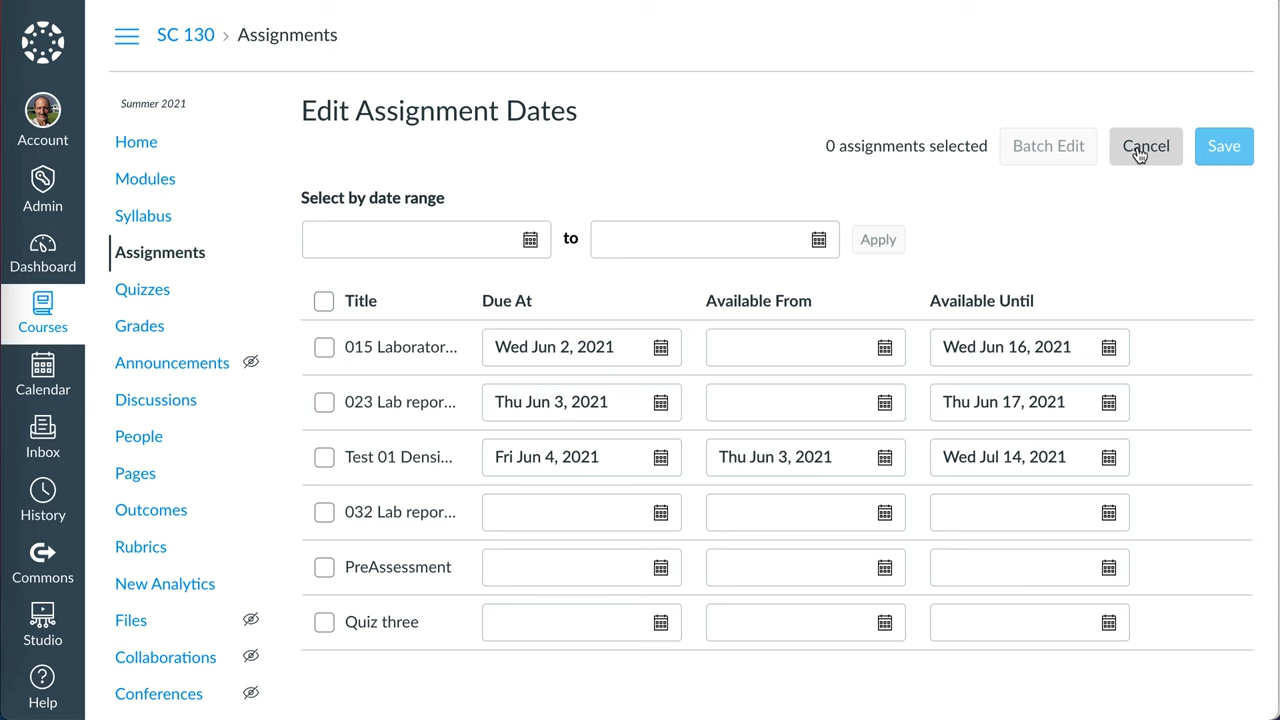 SC 130 › Assignments
Account
Admin
Dashboard
Courses
Calendar
Inbox
History
Commons
Studio
Help
Summer 2021
Home
Modules
Syllabus
Assignments
Quizzes
Grades
Announcements
Discussions
People
Pages
Outcomes
Rubrics
New Analytics
Files
Collaborations
Conferences
Edit Assignment Dates
0 assignments selected Batch Edit Cancel Save
Select by date range
to Apply
Title Due At Available From Available Until
015 Laborator... Wed Jun 2, 2021 Wed Jun 16, 2021
023 Lab repor... Thu Jun 3, 2021 Thu Jun 17, 2021
Test 01 Densi... Fri Jun 4, 2021 Thu Jun 3, 2021 Wed Jul 14, 2021
032 Lab repor...
PreAssessment
Quiz three